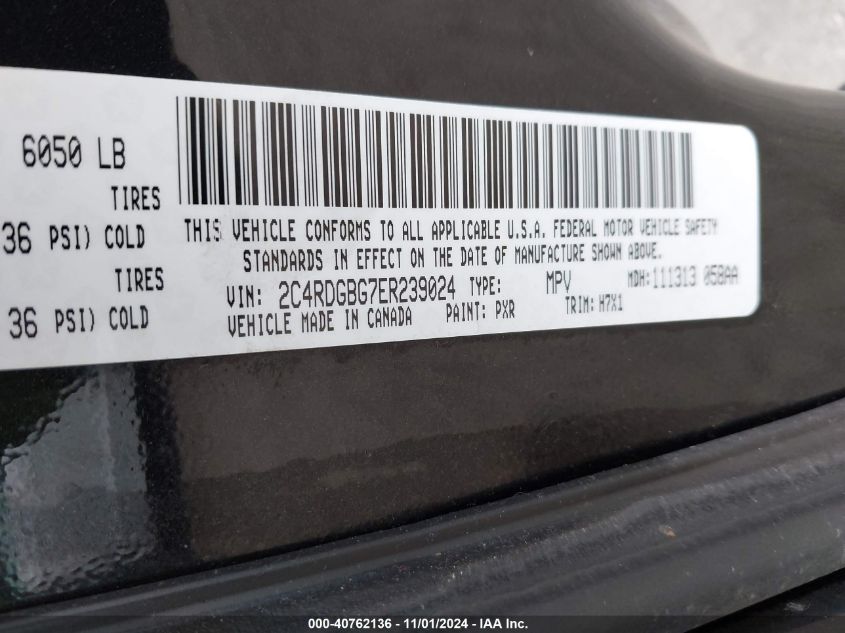 6050 LB
TIRES
36 PSI) COLD
TIRES
36 PSI) COLD
THIS VEHICLE CONFORMS TO ALL APPLICABLE U.S.A. FEDERAL MOTOR VEHICLE SAFETY
STANDARDS IN EFFECT ON THE DATE OF MANUFACTURE SHOWN ABOVE.
VIN: 2C4RDGBG7ER239024 TYPE: MPV MDH: 111313 058AA
VEHICLE MADE IN CANADA PAINT: PXR TRIM: H7X1
000-40762136 - 11/01/2024 - IAA Inc.